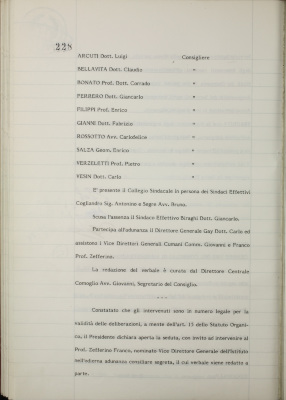 228
ARCUTI Dott. Luigi Consigliere
BELLAVITA Dott. Claudio "
BONATO Prof. Dott. Corrado "
FERRERO Dott. Giancarlo "
FILIPPI Prof. Enrico "
GIANNI Dott. Fabrizio "
ROSSOTTO Avv. Carlofelice "
SALZA Geom. Enrico "
VERZELETTI Prof. Pietro "
VESIN Dott. Carlo "
E' presente il Collegio Sindacale in persona dei Sindaci Effettivi
Cogliandro Sig. Antonino e Segre Avv. Bruno.
Scusa l'assenza il Sindaco Effettivo Biraghi Dott. Giancarlo.
Partecipa all'adunanza il Direttore Generale Gay Dott. Carlo ed
assistono i Vice Direttori Generali Cumani Comm. Giovanni e Franco
Prof. Zefferino.
La redazione del verbale è curata dal Direttore Centrale
Comoglio Avv. Giovanni, Segretario del Consiglio.
- - - -
Constatato che gli intervenuti sono in numero legale per la
validità delle deliberazioni, a mente dell'art. 13 dello Statuto Organi-
co, il Presidente dichiara aperta la seduta, con invito ad intervenire al
Prof. Zefferino Franco, nominato Vice Direttore Generale dell'Istituto
nell'odierna adunanza consiliare segreta, il cui verbale viene redatto a
parte.